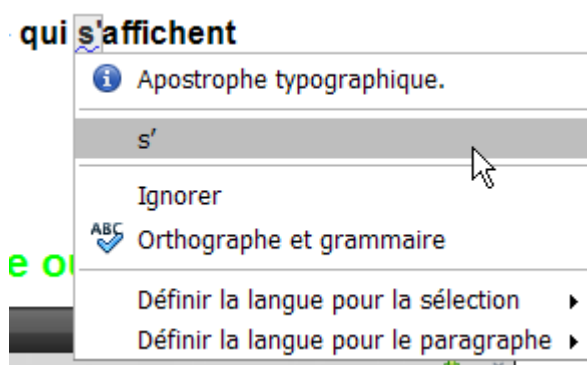 qui s'affichent
Apostrophe typographique.
s’
Ignorer
ABC Orthographe et grammaire
e o
Définir la langue pour la sélection
Définir la langue pour le paragraphe